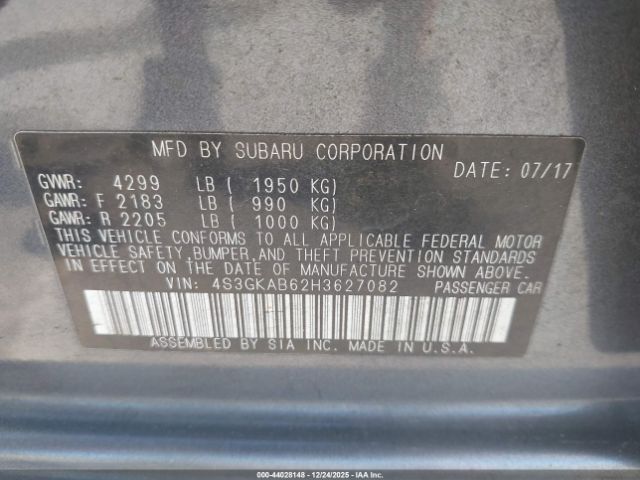 MFD BY SUBARU CORPORATION
DATE: 07/17
GVWR: 4299 LB ( 1950 KG)
GAWR: F 2183 LB ( 990 KG)
GAWR: R 2205 LB ( 1000 KG)
THIS VEHICLE CONFORMS TO ALL APPLICABLE FEDERAL MOTOR
VEHICLE SAFETY,BUMPER,AND THEFT PREVENTION STANDARDS
IN EFFECT ON THE DATE OF MANUFACTURE SHOWN ABOVE.
VIN: 4S3GKAB62H3627082 PASSENGER CAR
ASSEMBLED BY SIA INC. MADE IN U.S.A.
000-44028148 - 12/24/2025 - IAA Inc.